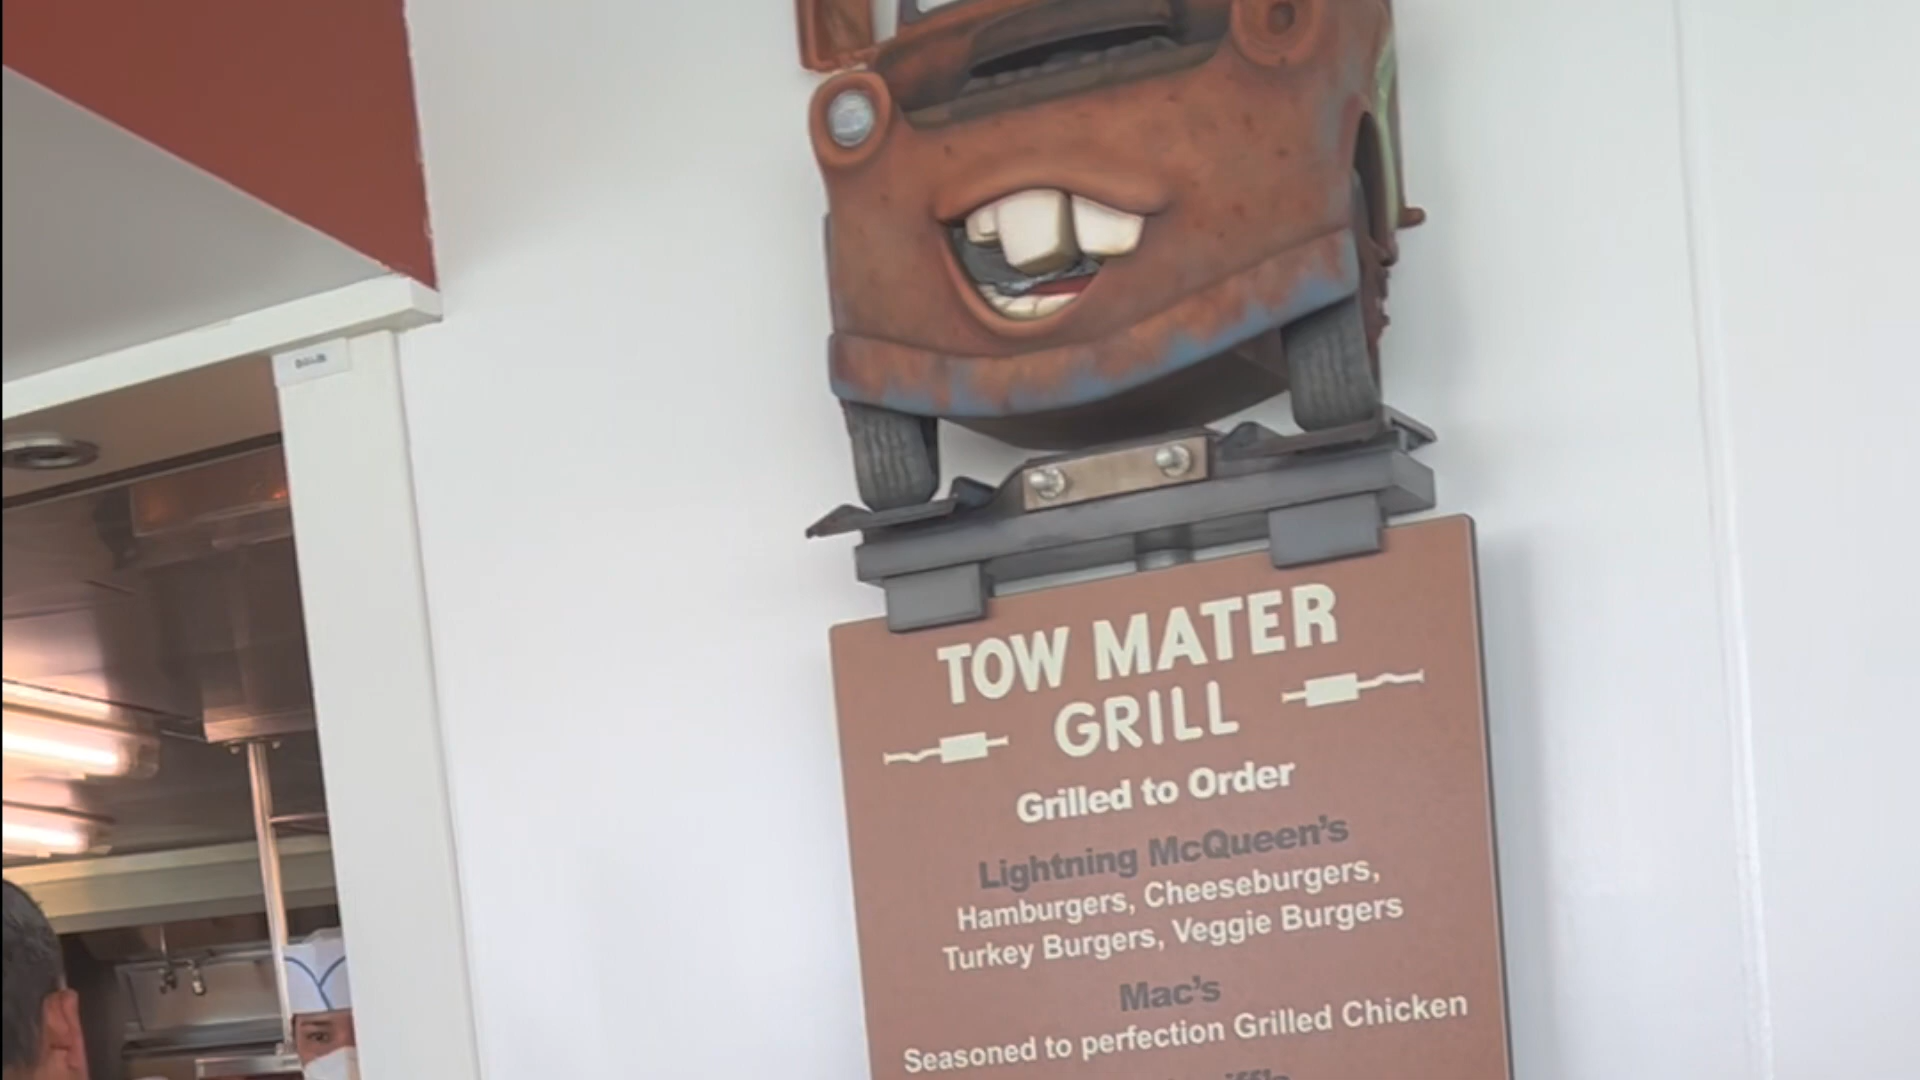 TOW MATER
GRILL
Grilled to Order
Lightning McQueen's
Hamburgers, Cheeseburgers,
Turkey Burgers, Veggie Burgers
Mac's
Seasoned to perfection Grilled Chicken